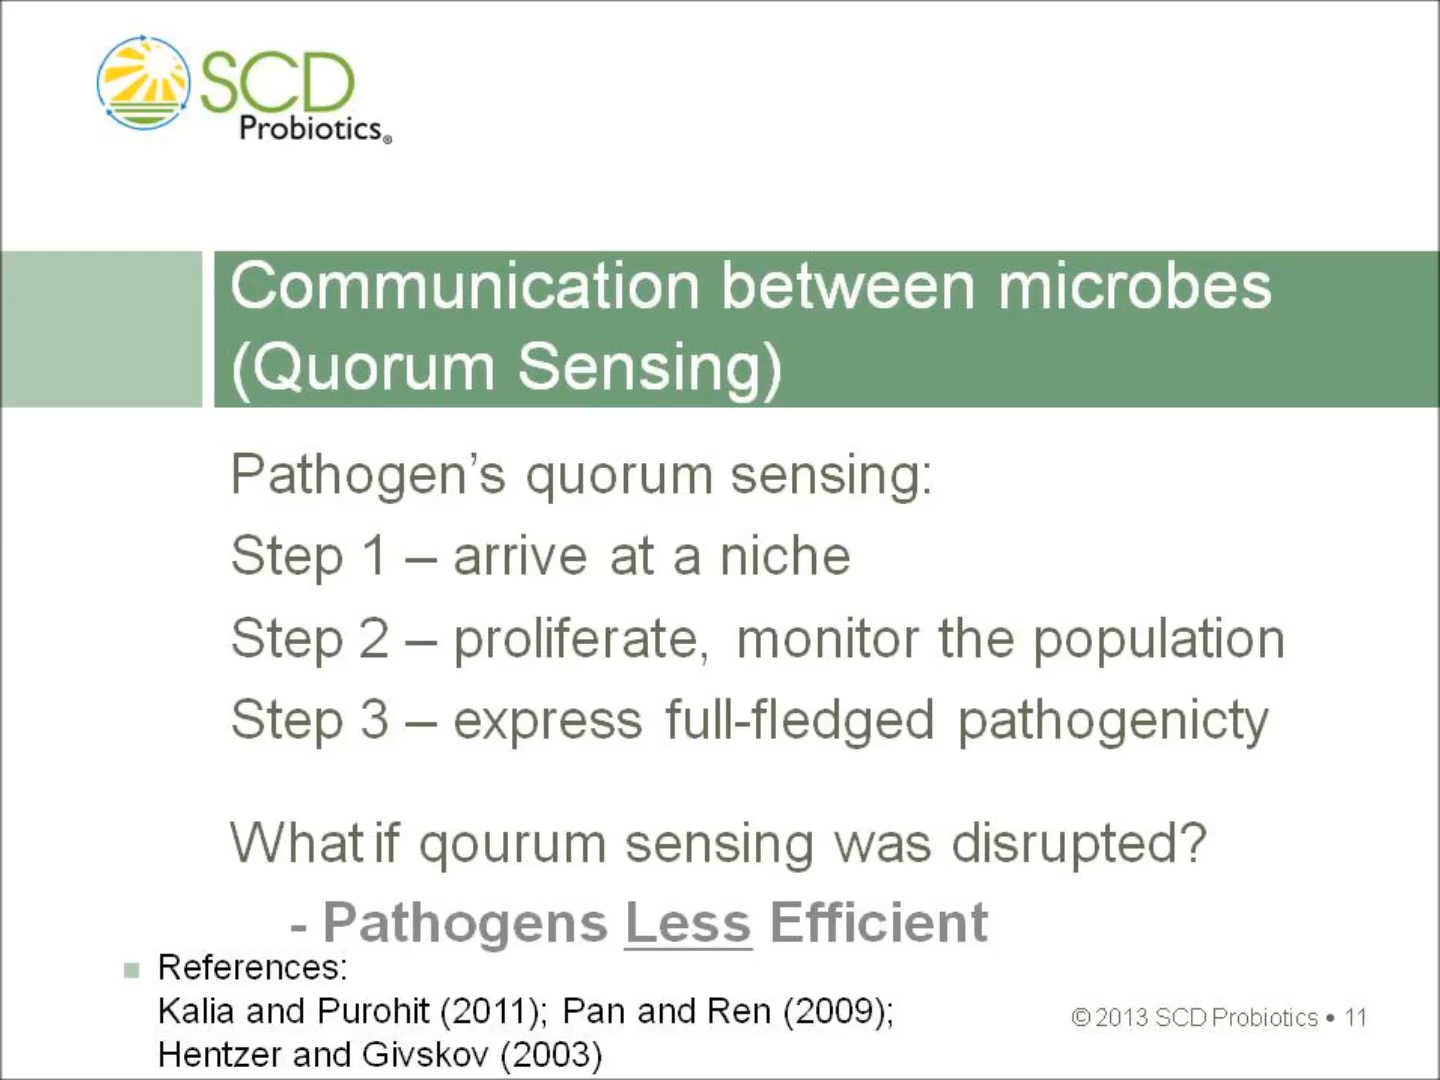 SCD
Probiotics®
Communication between microbes
(Quorum Sensing)
Pathogen's quorum sensing:
Step 1 – arrive at a niche
Step 2 – proliferate, monitor the population
Step 3 – express full-fledged pathogenicty
What if qourum sensing was disrupted?
- Pathogens Less Efficient
References:
Kalia and Purohit (2011); Pan and Ren (2009);
Hentzer and Givskov (2003)
© 2013 SCD Probiotics • 11